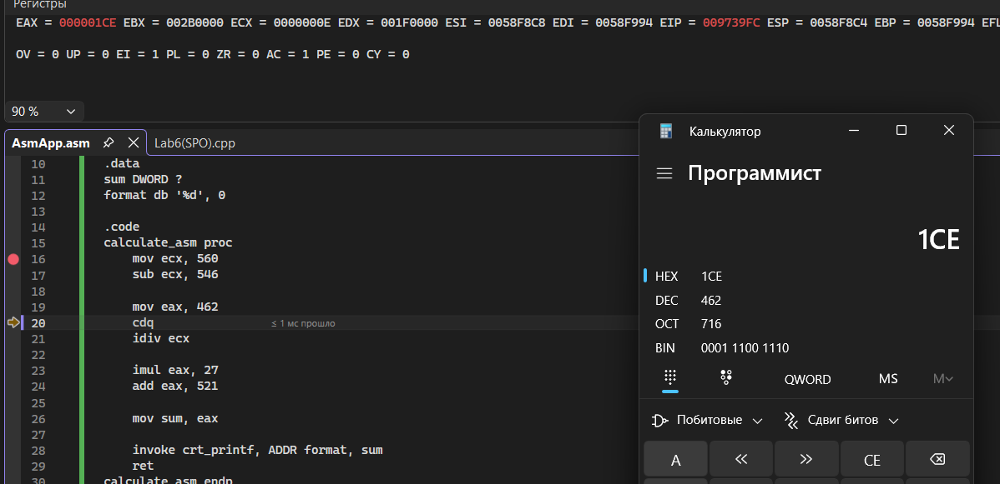 Регистры
EAX = 000001CE EBX = 002B0000 ECX = 0000000E EDX = 001F0000 ESI = 0058F8C8 EDI = 0058F994 EIP = 009739FC ESP = 0058F8C4 EBP = 0058F994 EFL
OV = 0 UP = 0 EI = 1 PL = 0 ZR = 0 AC = 1 PE = 0 CY = 0
90 %
AsmApp.asm Lab6(SPO).cpp
10 .data
11 sum DWORD ?
12 format db '%d', 0
13
14 .code
15 calculate_asm proc
16 mov ecx, 560
17 sub ecx, 546
18
19 mov eax, 462
20 cdq ≤ 1 мс прошло
21 idiv ecx
22
23 imul eax, 27
24 add eax, 521
25
26 mov sum, eax
27
28 invoke crt_printf, ADDR format, sum
29 ret
30 calculate_asm endp
Калькулятор
Программист
1CE
HEX 1CE
DEC 462
OCT 716
BIN 0001 1100 1110
QWORD MS M
Побитовые Сдвиг битов
A << >> CE